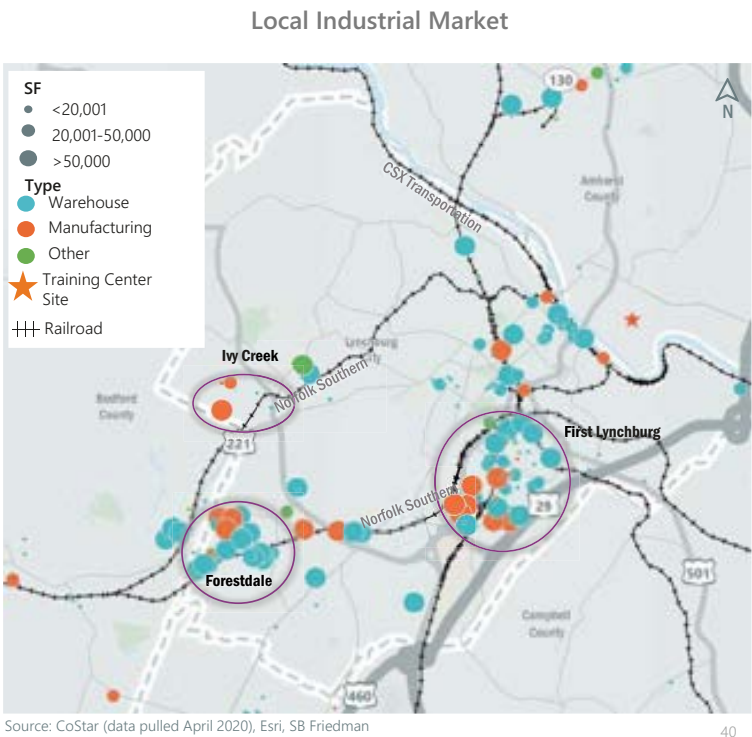 Local Industrial Market
SF
<20,001
20,001-50,000
>50,000
Type
Warehouse
Manufacturing
Other
Training Center
Site
Railroad
N
130
CSX Transportation
Amherst
County
Ivy Creek
Lynchburg
City
Norfolk Southern
Bedford
County
221
First Lynchburg
Norfolk Southern
29
Forestdale
501
Campbell
County
460
Source: CoStar (data pulled April 2020), Esri, SB Friedman
40